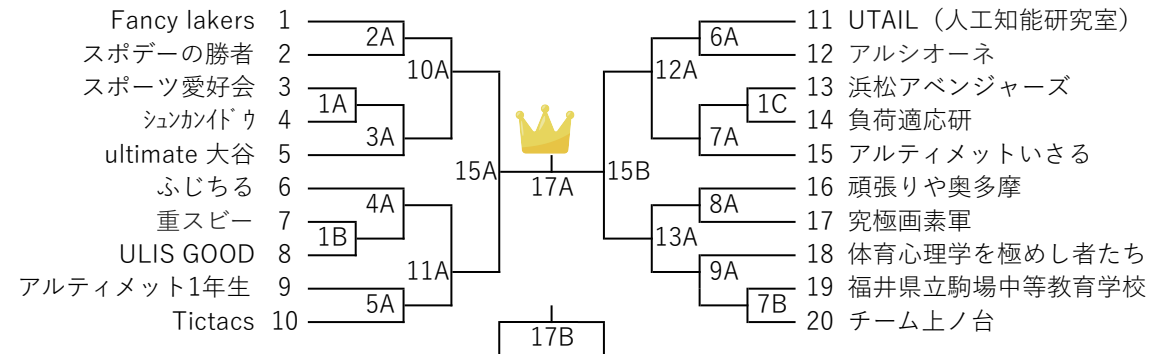 Fancy lakers 1
2A
スポデーの勝者 2
10A
スポーツ愛好会 3
1A
ｼｭﾝｶﾝｲﾄﾞｳ 4
3A
ultimate 大谷 5
15A
ふじちる 6
4A
重スビー 7
1B
ULIS GOOD 8
11A
アルティメット1年生 9
5A
Tictacs 10
17A
17B
15B
11 UTAIL（人工知能研究室）
6A
12 アルシオーネ
12A
13 浜松アベンジャーズ
1C
14 負荷適応研
7A
15 アルティメットいさる
16 頑張りや奥多摩
8A
17 究極画素軍
13A
18 体育心理学を極めし者たち
9A
19 福井県立駒場中等教育学校
7B
20 チーム上ノ台